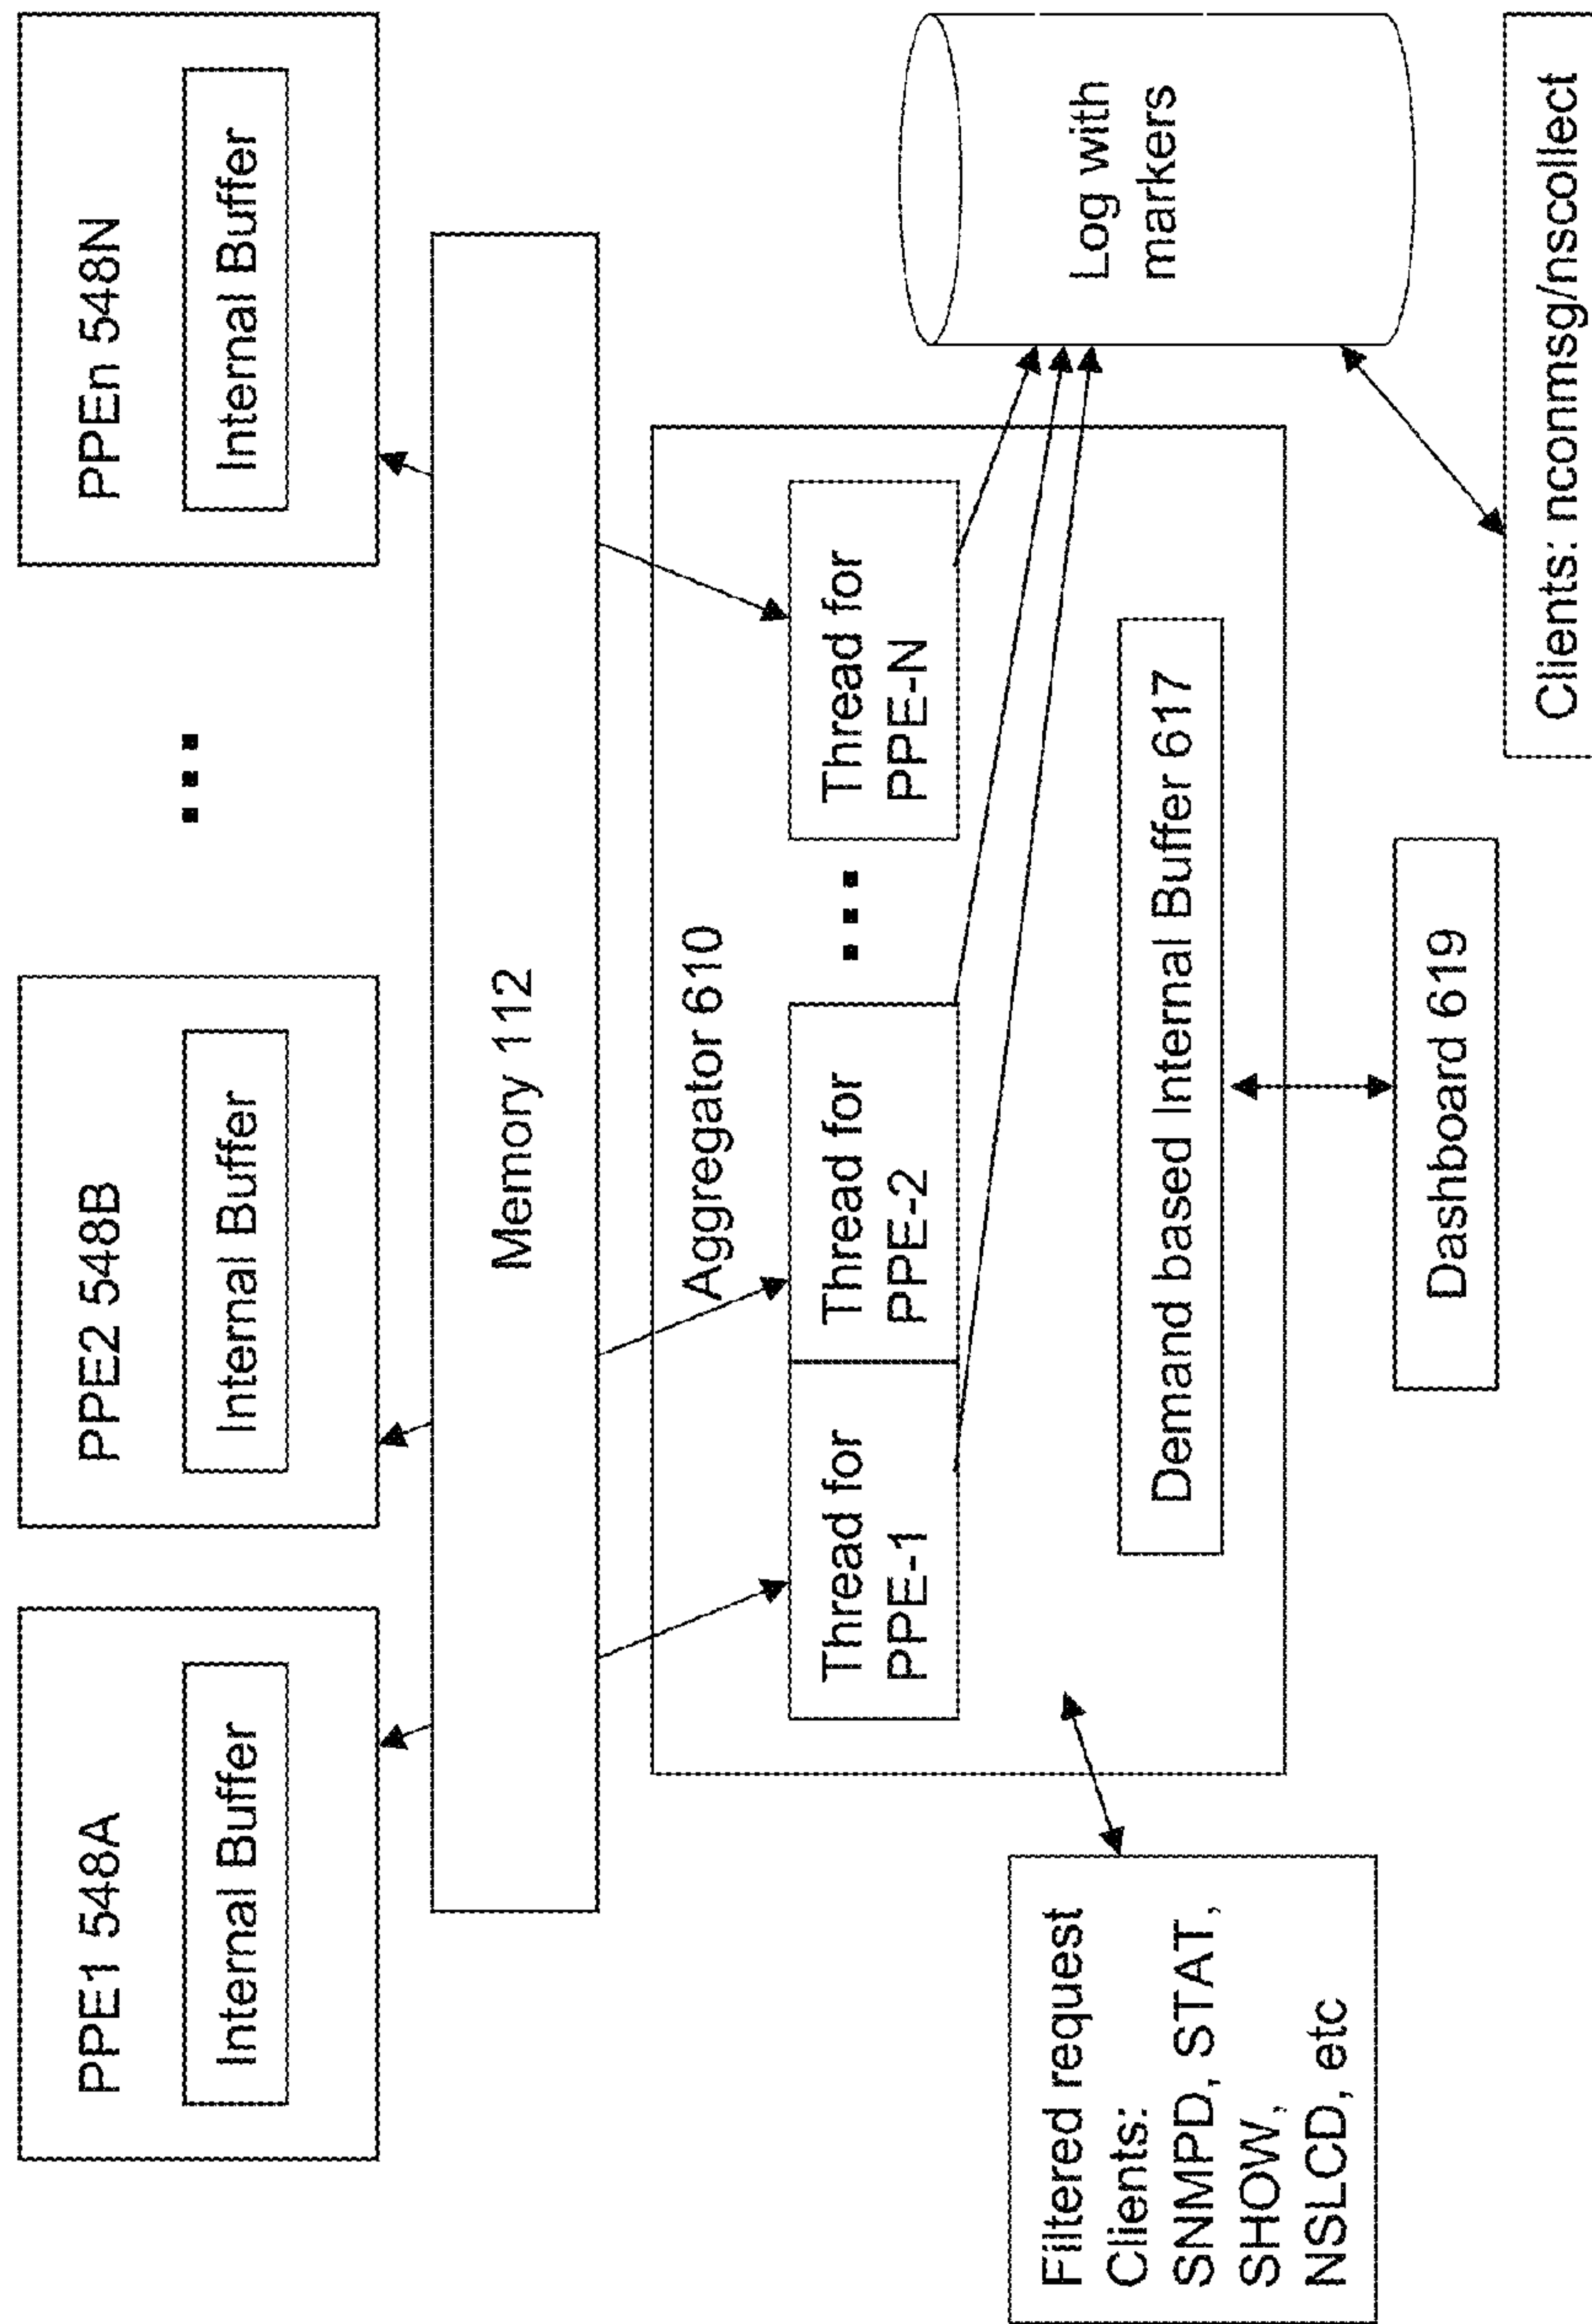 PPE1 548A
Internal Buffer
PPE2 548B
Internal Buffer
PPEn 548N
Internal Buffer
Memory 112
Aggregator 610
Thread for
PPE-1
Thread for
PPE-2
Thread for
PPE-N
Demand based Internal Buffer 617
Log with
markers
Filtered request
Clients:
SNMPD, STAT,
SHOW,
NSLCD, etc
Dashboard 619
Clients: nconmsg/nscollect